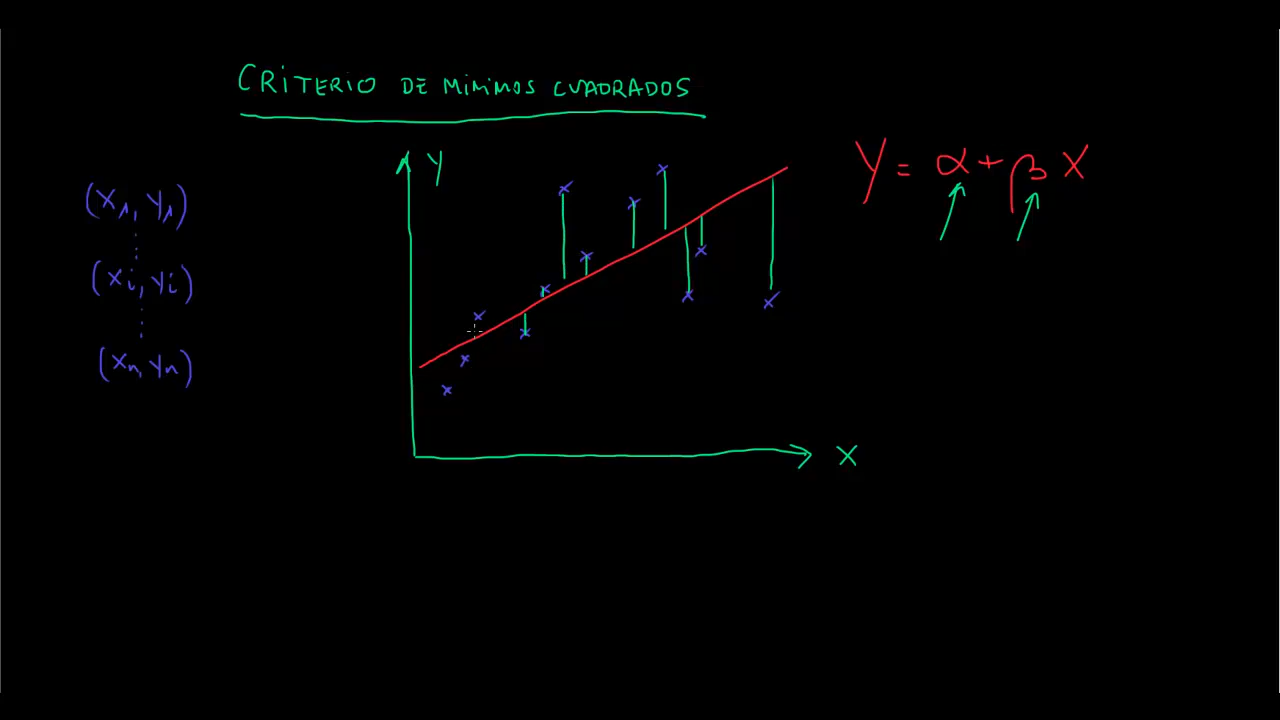 CRITERIO DE MINIMOS CUADRADOS
Y
Y = α + β X
(X₁, Y₁)
(Xi, Yi)
(Xn, Yn)
X